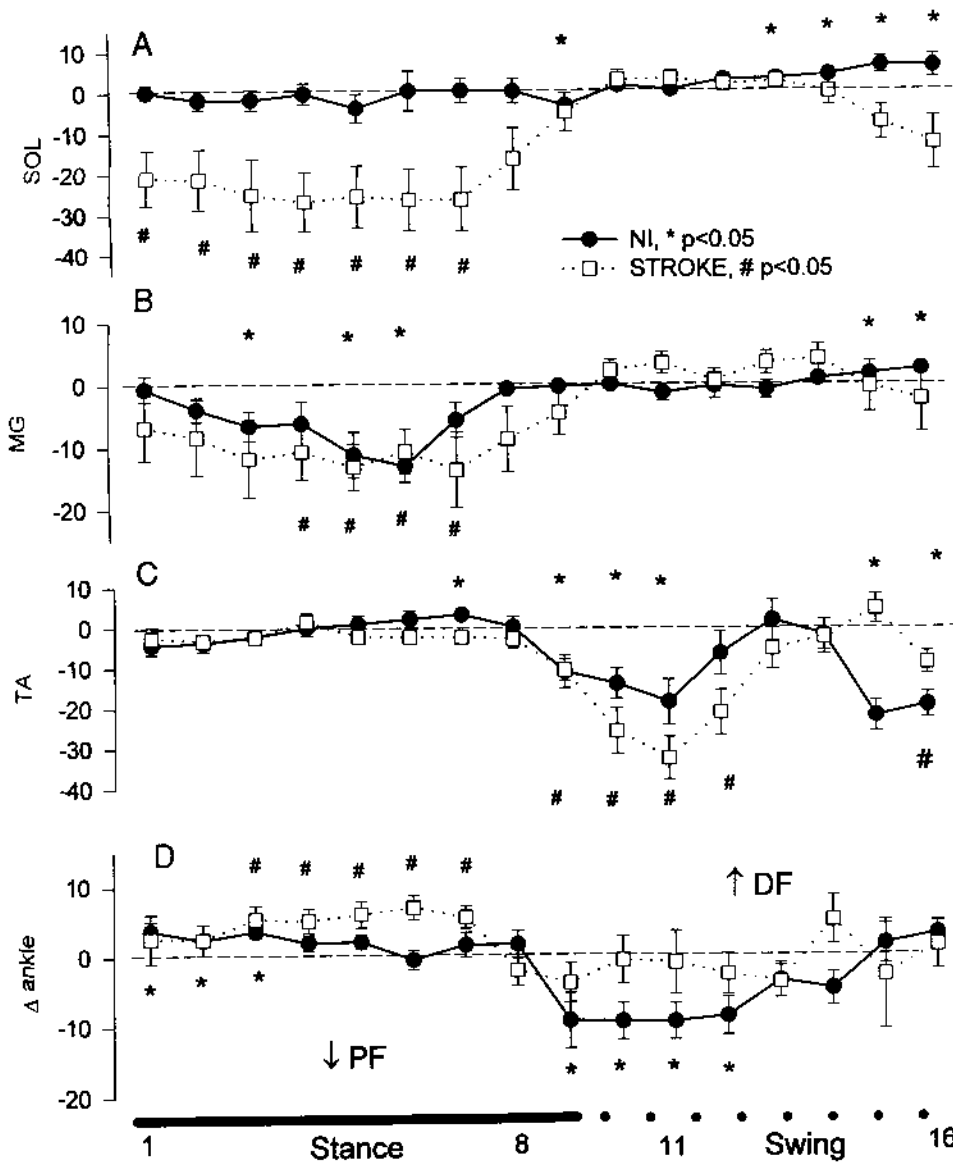 A
* * * * * *
10
0
-10
-20
-30
-40
SOL
# # # # # # #
NI, * p<0.05
STROKE, # p<0.05
B
* * * * *
10
0
-10
-20
MG
# # # #
C
* * * * * *
10
0
-10
-20
-30
-40
TA
# # # # #
D
# # # # #
↑ DF
10
0
-10
-20
Δ ankle
* * *
↓ PF
* * * *
1 Stance 8 11 Swing 16